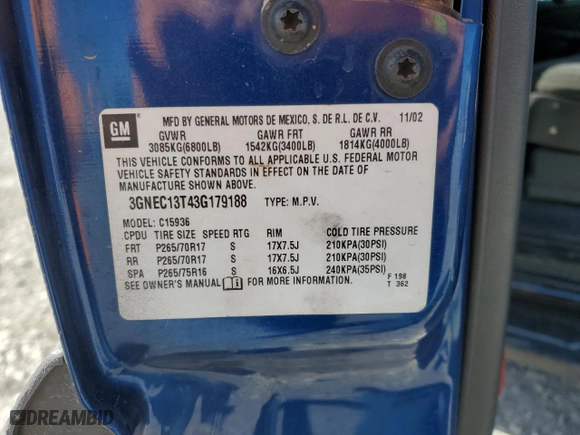 MFD BY GENERAL MOTORS DE MEXICO, S. DE R.L. DE C.V. 11/02
GM
GVWR GAWR FRT GAWR RR
3085KG(6800LB) 1542KG(3400LB) 1814KG(4000LB)
THIS VEHICLE CONFORMS TO ALL APPLICABLE U.S. FEDERAL MOTOR
VEHICLE SAFETY STANDARDS IN EFFECT ON THE DATE OF
MANUFACTURE SHOWN ABOVE.
3GNEC13T43G179188 TYPE: M.P.V.
MODEL: C15936
CPDU TIRE SIZE SPEED RTG RIM COLD TIRE PRESSURE
FRT P265/70R17 S 17X7.5J 210KPA(30PSI)
RR P265/70R17 S 17X7.5J 210KPA(30PSI)
SPA P265/75R16 S 16X6.5J 240KPA(35PSI)
SEE OWNER'S MANUAL FOR MORE INFORMATION.
F 198
T 362
DREAMBID